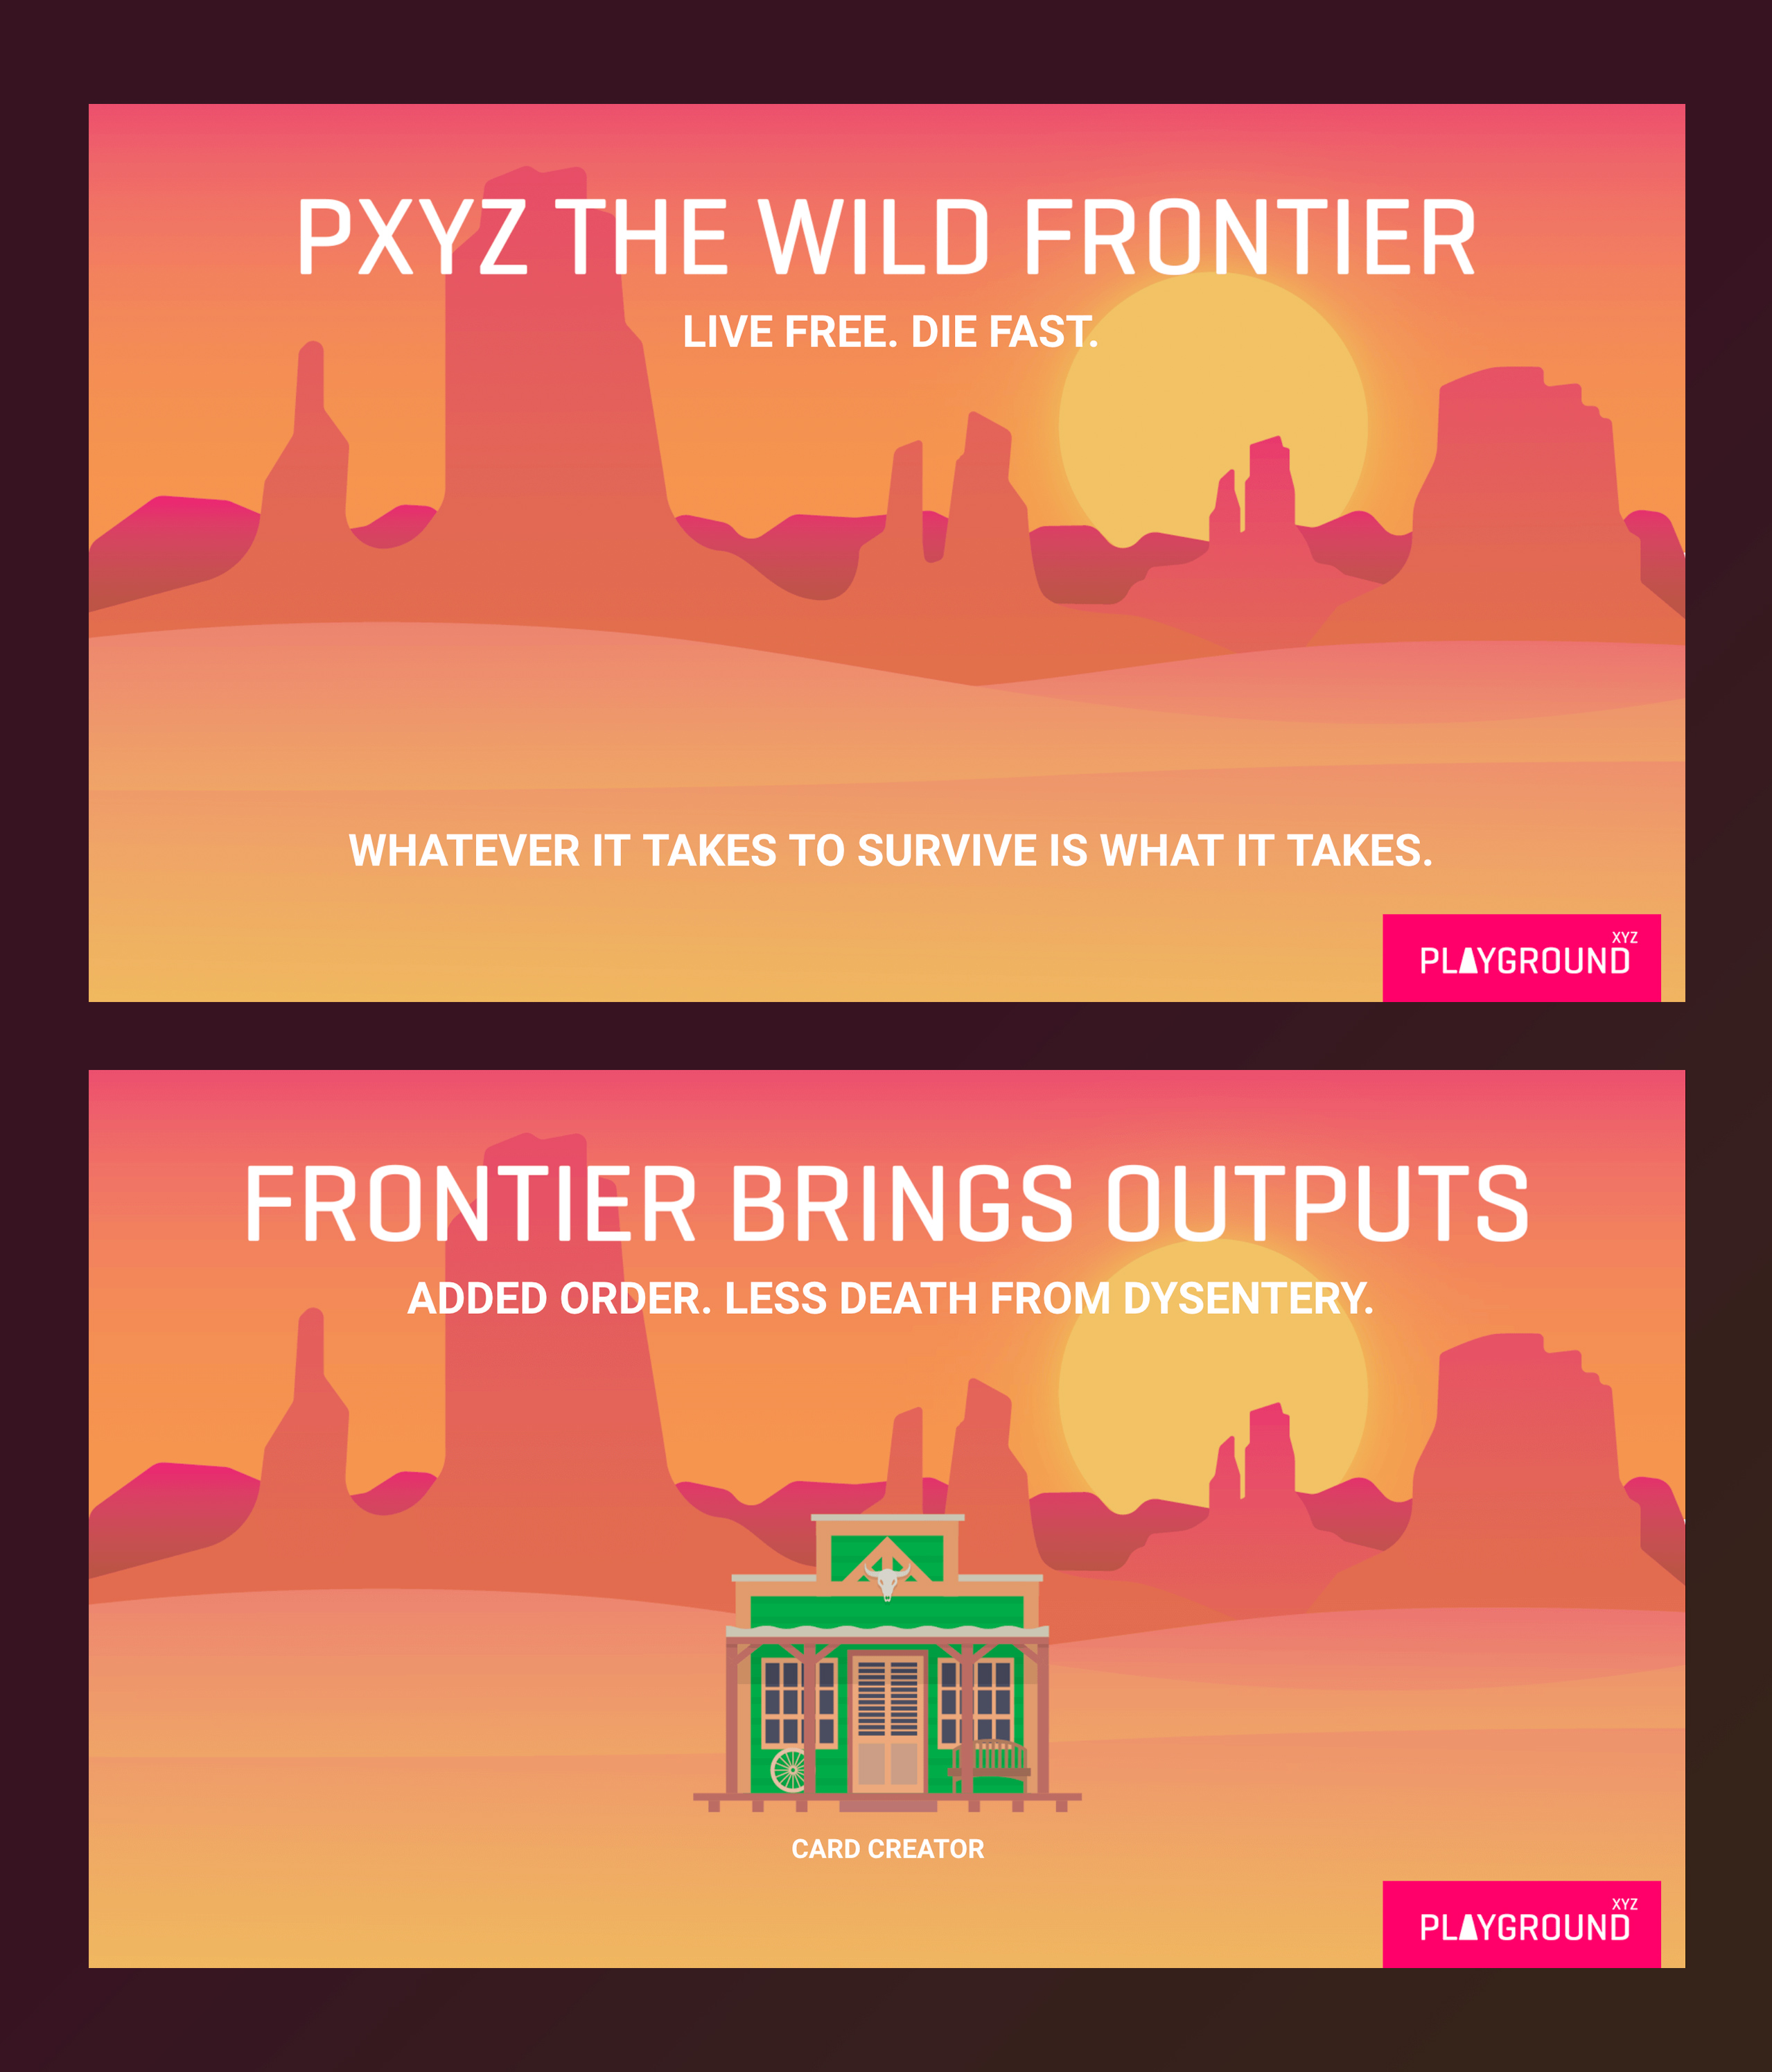 PXYZ THE WILD FRONTIER
LIVE FREE. DIE FAST.
WHATEVER IT TAKES TO SURVIVE IS WHAT IT TAKES.
XYZ
PLAYGROUND
FRONTIER BRINGS OUTPUTS
ADDED ORDER. LESS DEATH FROM DYSENTERY.
CARD CREATOR
XYZ
PLAYGROUND